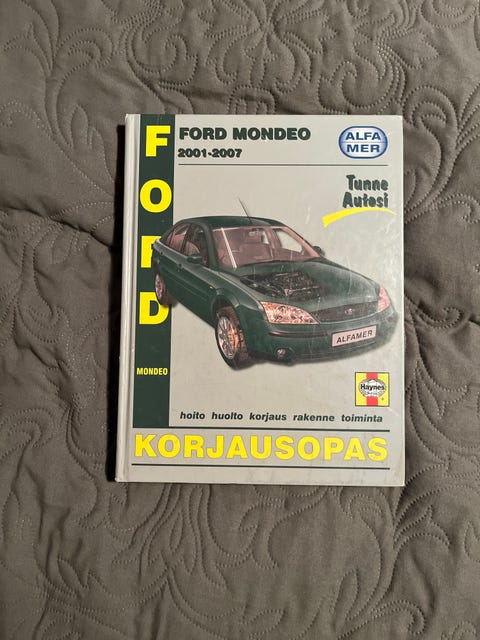 FORD
FORD MONDEO
2001-2007
ALFA
MER
Tunne
Autosi
ALFAMER
MONDEO
Haynes
hoito huolto korjaus rakenne toiminta
KORJAUSOPAS